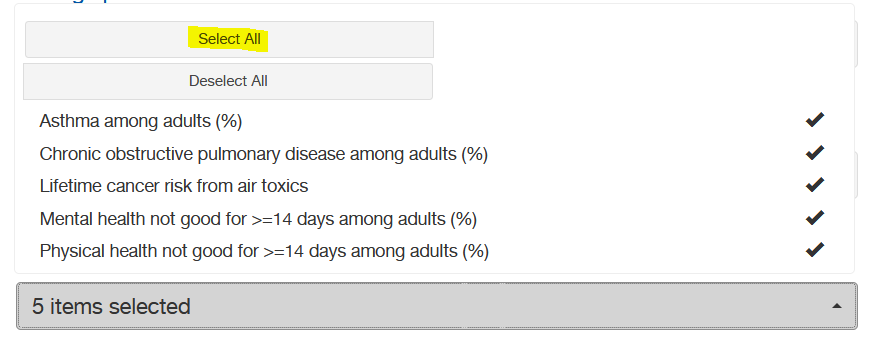 Select All
Deselect All
Asthma among adults (%)
Chronic obstructive pulmonary disease among adults (%)
Lifetime cancer risk from air toxics
Mental health not good for >=14 days among adults (%)
Physical health not good for >=14 days among adults (%)
5 items selected